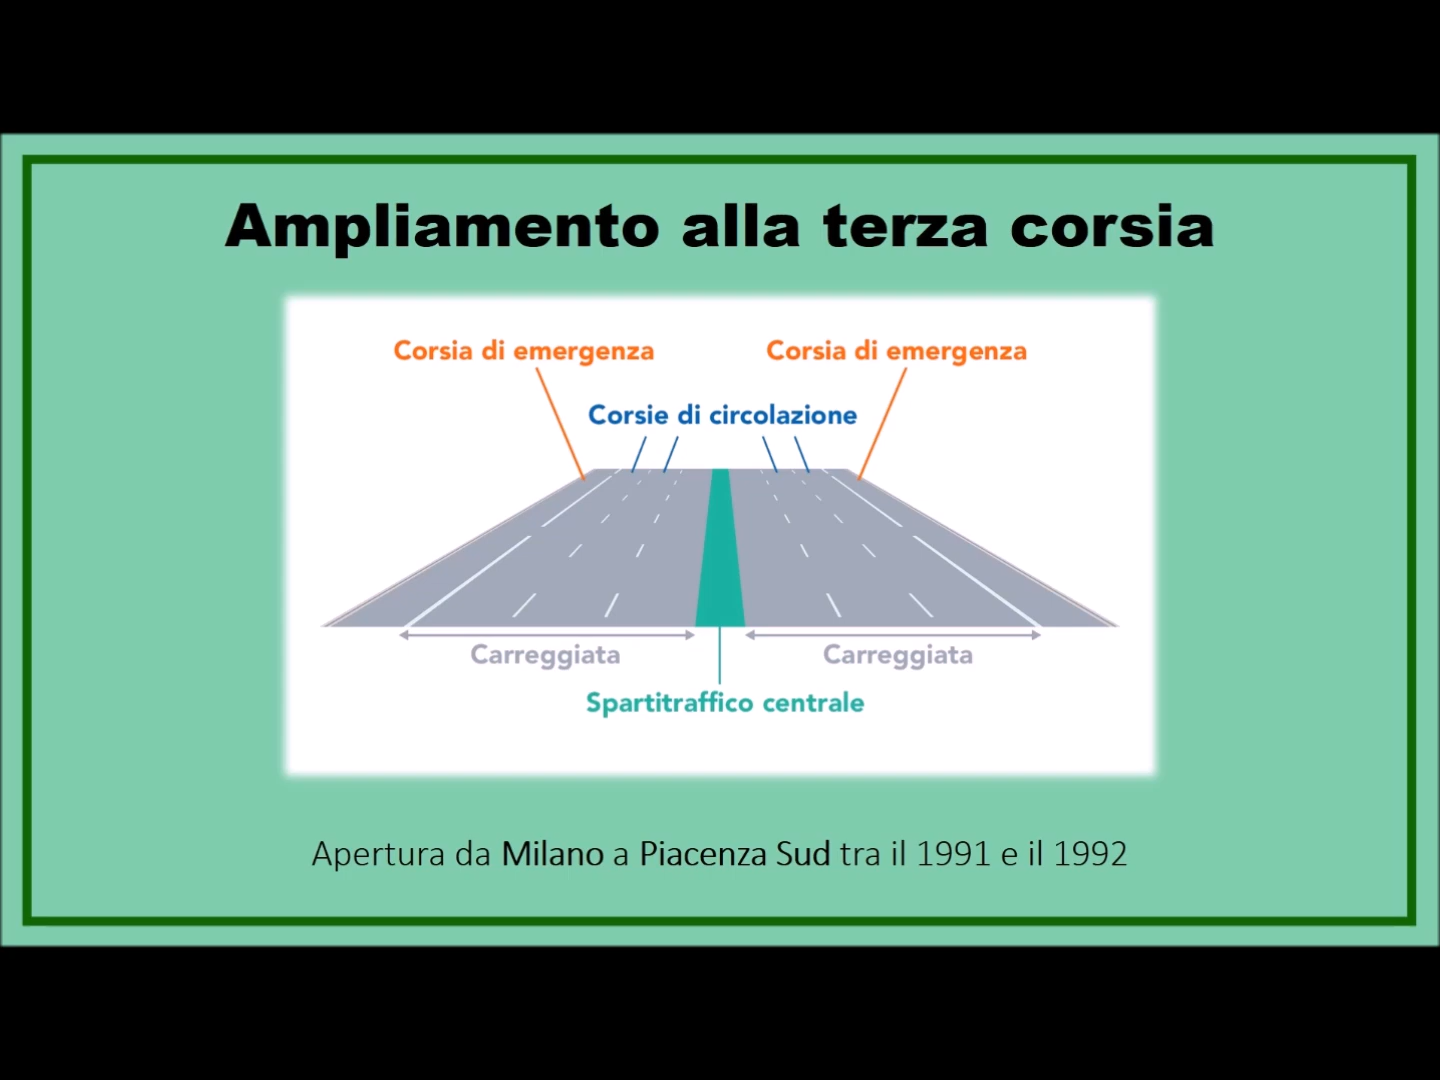 Ampliamento alla terza corsia
Corsia di emergenza
Corsia di emergenza
Corsie di circolazione
Carreggiata
Carreggiata
Spartitraffico centrale
Apertura da Milano a Piacenza Sud tra il 1991 e il 1992